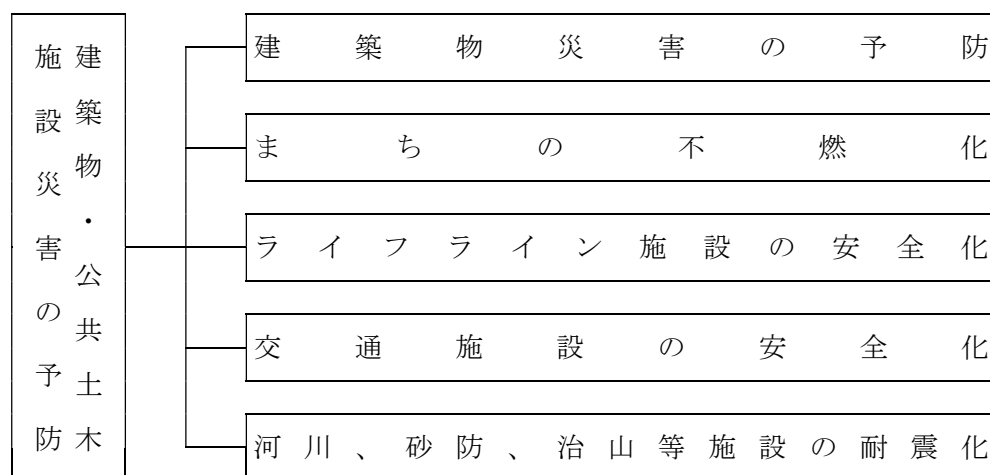 建築物・公共土木
施設災害の予防
建築物災害の予防
まちの不燃化
ライフライン施設の安全化
交通施設の安全化
河川、砂防、治山等施設の耐震化